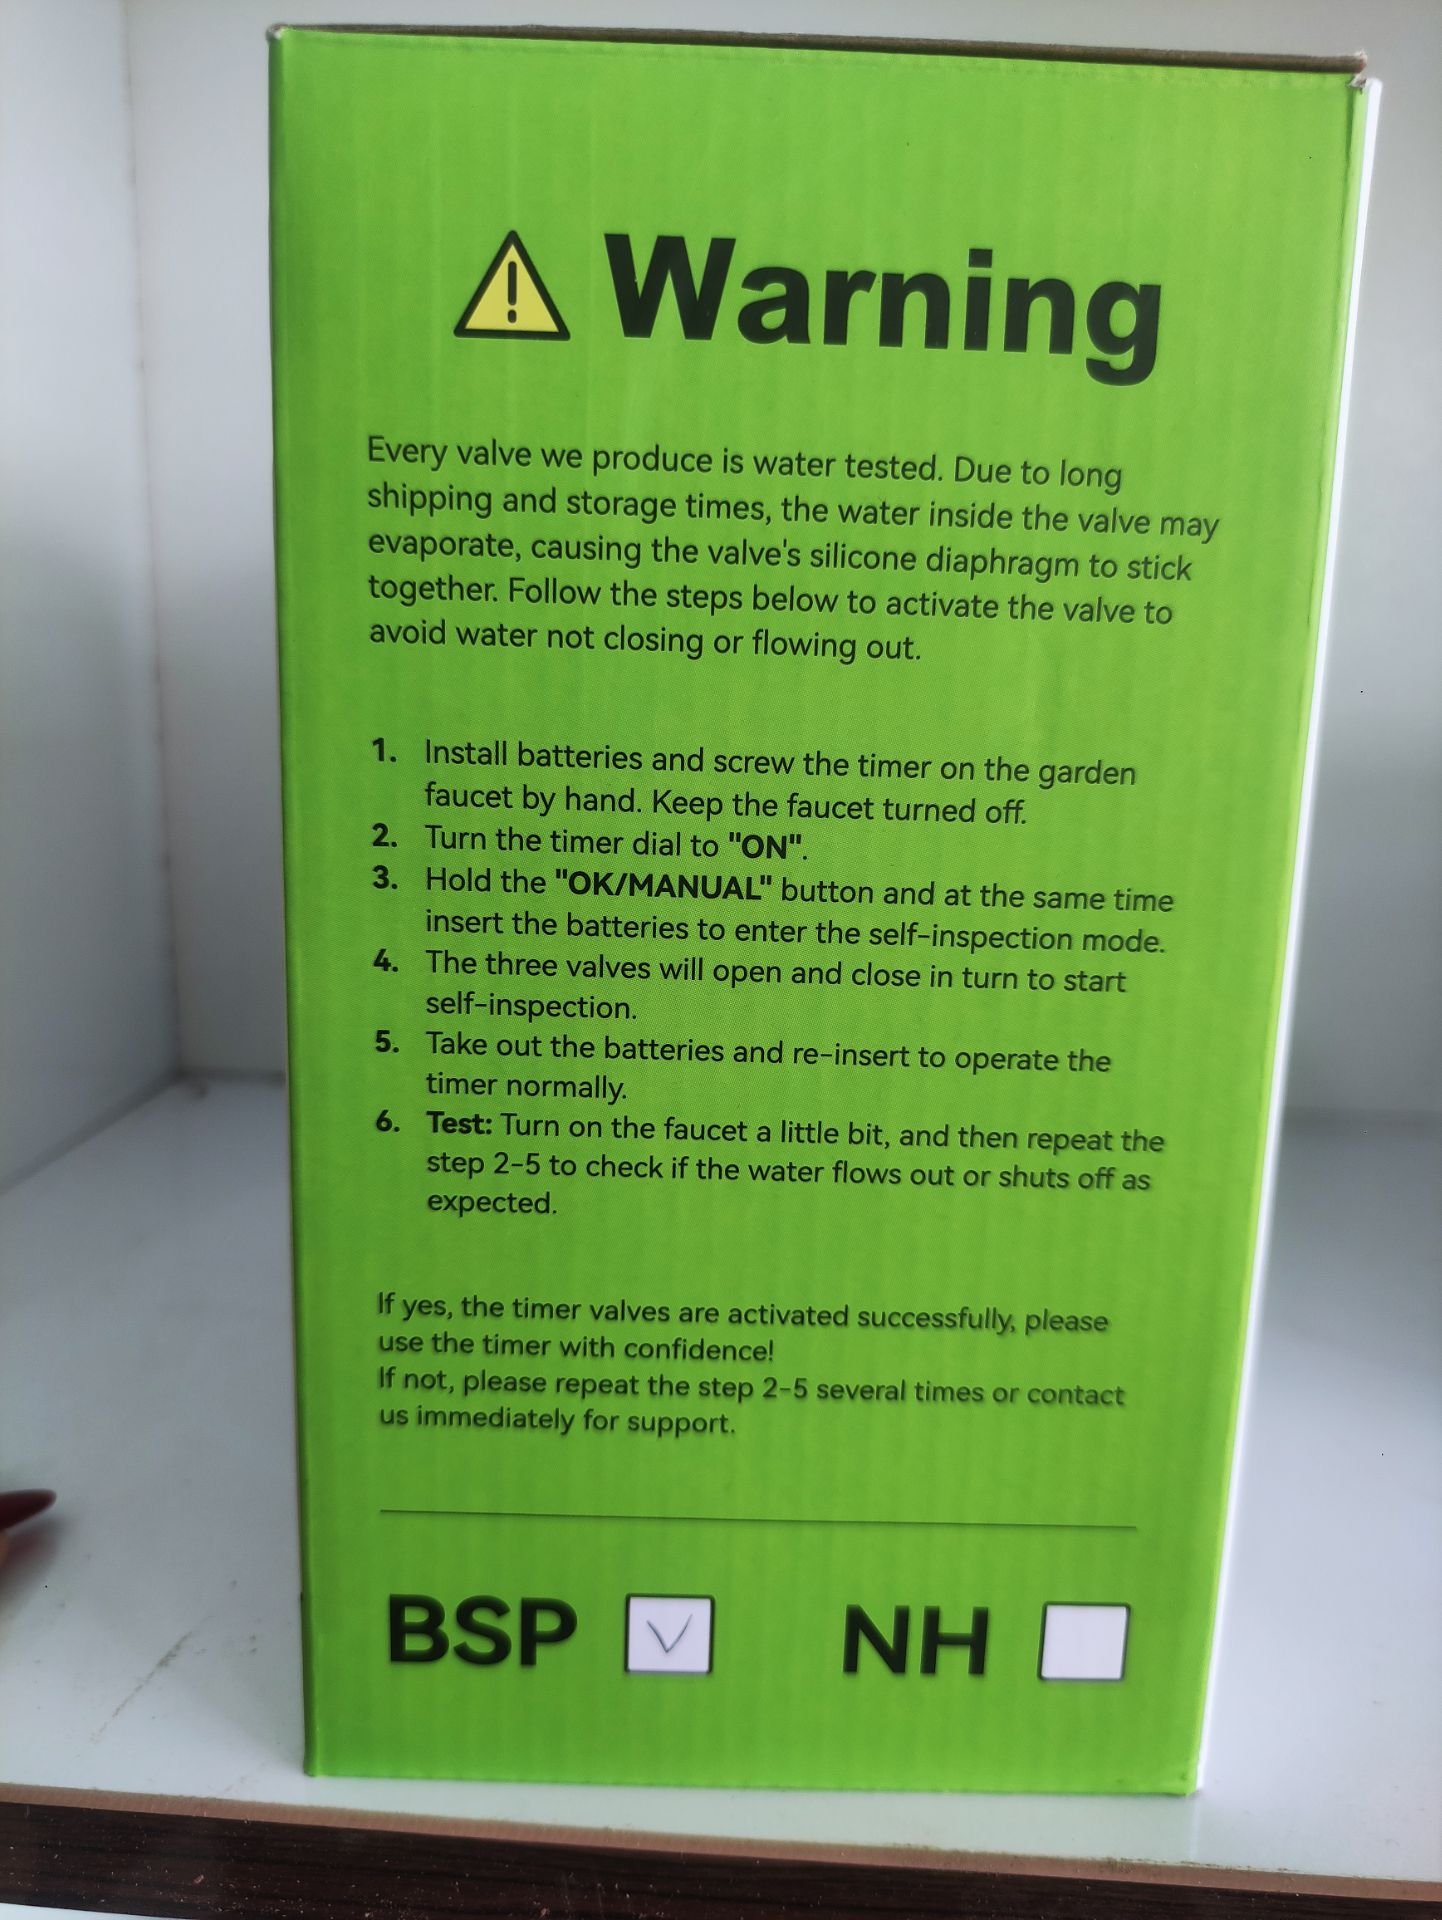 Warning
Every valve we produce is water tested. Due to long
shipping and storage times, the water inside the valve may
evaporate, causing the valve's silicone diaphragm to stick
together. Follow the steps below to activate the valve to
avoid water not closing or flowing out.
1. Install batteries and screw the timer on the garden
faucet by hand. Keep the faucet turned off.
2. Turn the timer dial to "ON".
3. Hold the "OK/MANUAL" button and at the same time
insert the batteries to enter the self-inspection mode.
4. The three valves will open and close in turn to start
self-inspection.
5. Take out the batteries and re-insert to operate the
timer normally.
6. Test: Turn on the faucet a little bit, and then repeat the
step 2-5 to check if the water flows out or shuts off as
expected.
If yes, the timer valves are activated successfully, please
use the timer with confidence!
If not, please repeat the step 2-5 several times or contact
us immediately for support.
BSP NH